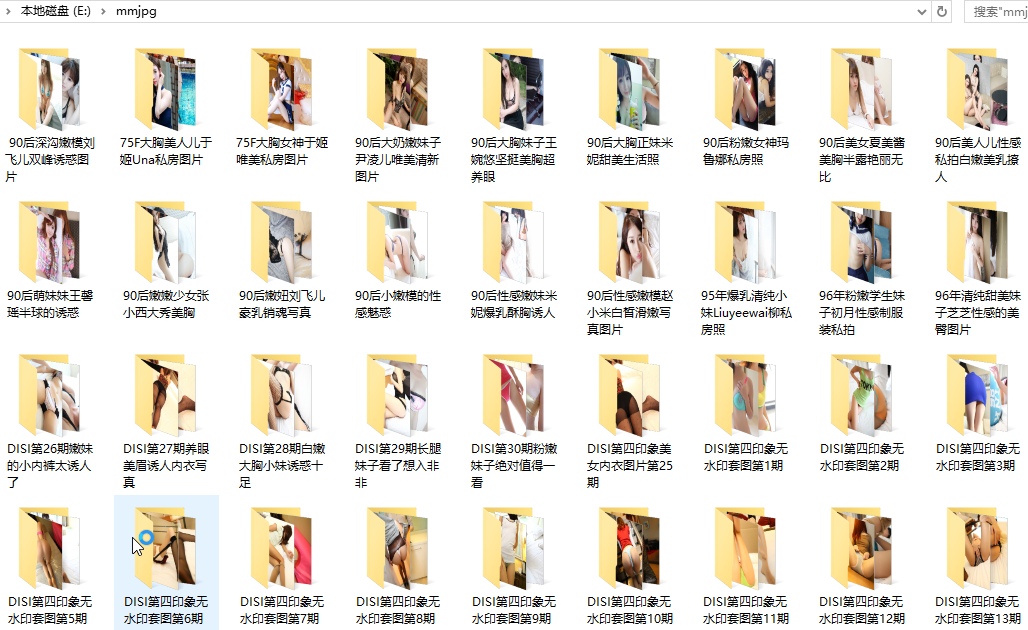 本地磁盘 (E:) > mmjpg
搜索"mmj
90后深沟嫩模刘
飞儿双峰诱惑图
片
75F大胸美人儿于
姬Una私房图片
75F大胸女神于姬
唯美私房图片
90后大奶嫩妹子
尹凌儿唯美清新
图片
90后大胸妹子王
婉悠坚挺美胸超
养眼
90后大胸正妹米
妮甜美生活照
90后粉嫩女神玛
鲁娜私房照
90后美女夏美酱
美胸半露艳丽无
比
90后美人儿性感
私拍白嫩美乳撩
人
90后萌妹妹王馨
瑶半球的诱惑
90后嫩嫩少女张
小西大秀美胸
90后嫩妞刘飞儿
豪乳销魂写真
90后小嫩模的性
感魅惑
90后性感嫩妹米
妮爆乳酥胸诱人
90后性感嫩模赵
小米白皙滑嫩写
真图片
95年爆乳清纯小
妹Liuyeewai柳私
房照
96年粉嫩学生妹
子初月性感制服
装私拍
96年清纯甜美妹
子芝芝性感的美
臀图片
DISI第26期嫩妹
的小内裤太诱人
了
DISI第27期养眼
美眉诱人内衣写
真
DISI第28期白嫩
大胸小妹诱惑十
足
DISI第29期长腿
妹子看了想入非
非
DISI第30期粉嫩
妹子绝对值得一
看
DISI第四印象美
女内衣图片第25
期
DISI第四印象无
水印套图第1期
DISI第四印象无
水印套图第2期
DISI第四印象无
水印套图第3期
DISI第四印象无
水印套图第5期
DISI第四印象无
水印套图第6期
DISI第四印象无
水印套图第7期
DISI第四印象无
水印套图第8期
DISI第四印象无
水印套图第9期
DISI第四印象无
水印套图第10期
DISI第四印象无
水印套图第11期
DISI第四印象无
水印套图第12期
DISI第四印象无
水印套图第13期